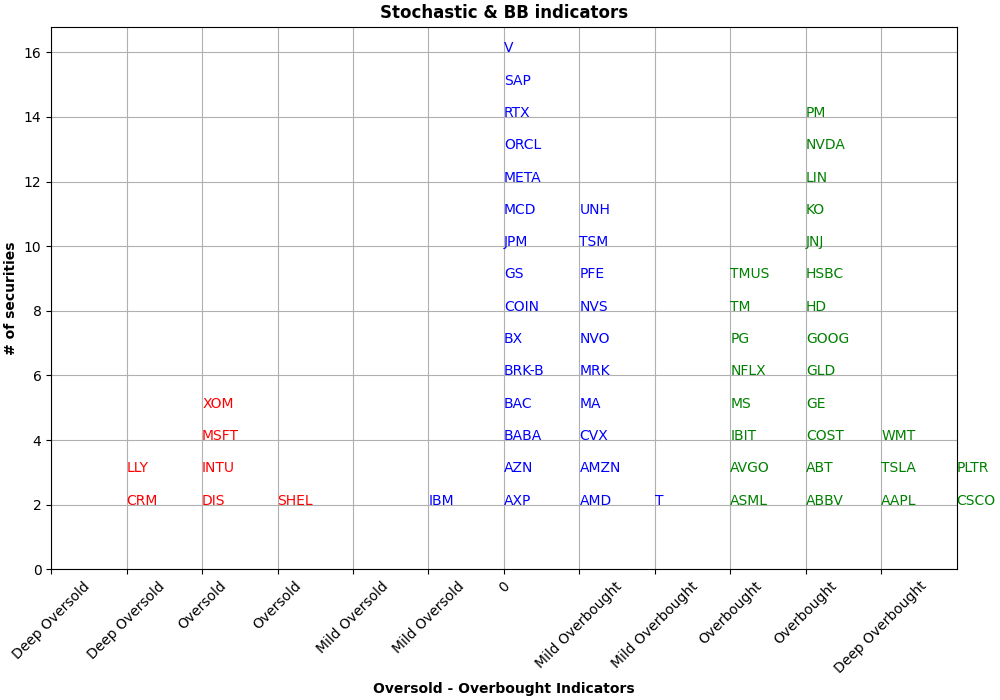 Stochastic & BB indicators
16 V
SAP
14 RTX PM
ORCL NVDA
12 META LIN
MCD UNH KO
10 JPM TSM JNJ
GS PFE TMUS HSBC
8 COIN NVS TM HD
BX NVO PG GOOG
6 BRK-B MRK NFLX GLD
XOM BAC MA MS GE
4 MSFT BABA CVX IBIT COST WMT
LLY INTU AZN AMZN AVGO ABT TSLA PLTR
2 CRM DIS SHEL IBM AXP AMD T ASML ABBV AAPL CSCO
0
# of securities
Deep Oversold
Deep Oversold
Oversold
Oversold
Mild Oversold
Mild Oversold
0
Mild Overbought
Mild Overbought
Overbought
Overbought
Deep Overbought
Oversold - Overbought Indicators